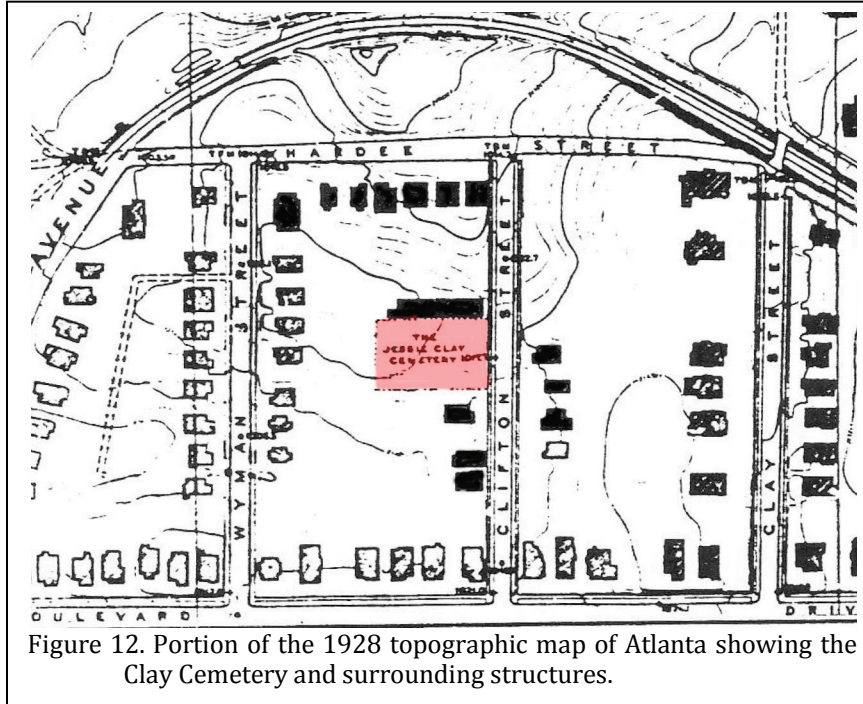 HARDEE STREET
AVENUE
WYMAN STREET
CLIFTON STREET
CLAY STREET
THE
JESSIE CLAY
CEMETERY
OULEVARD
DRIV
Figure 12. Portion of the 1928 topographic map of Atlanta showing the
Clay Cemetery and surrounding structures.